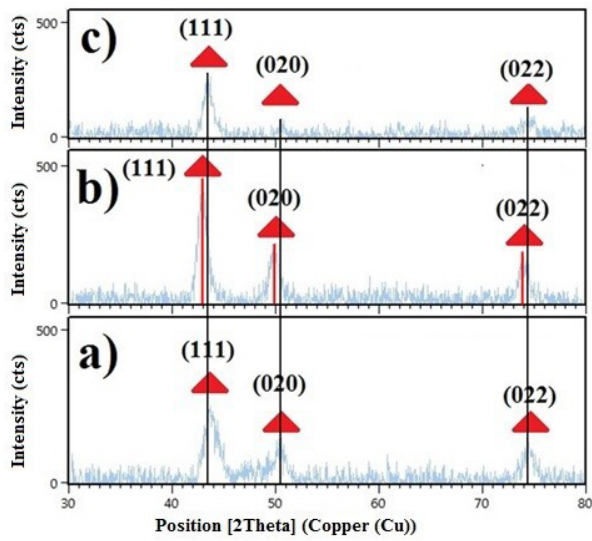 c)
(111)
(020)
(022)
500
0
Intensity (cts)
b)
(111)
(020)
(022)
500
0
Intensity (cts)
a)
(111)
(020)
(022)
500
0
Intensity (cts)
30 40 50 60 70 80
Position [2Theta] (Copper (Cu))